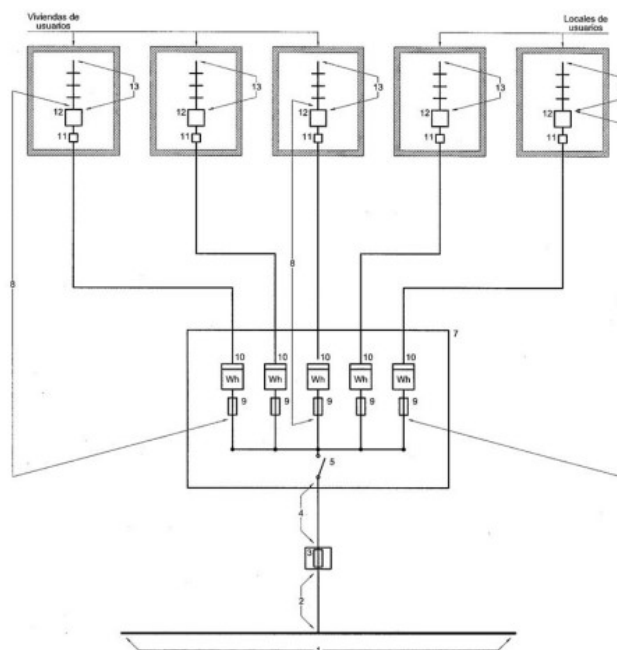 Viviendas de
usuarios
Locales de
usuarios
13 13 13 13
12 12 12 12 12
11 11 11 11 11
8
8
7
10 10 10 10 10
Wh Wh Wh Wh Wh
9 9 9 9 9
5
4
3
2